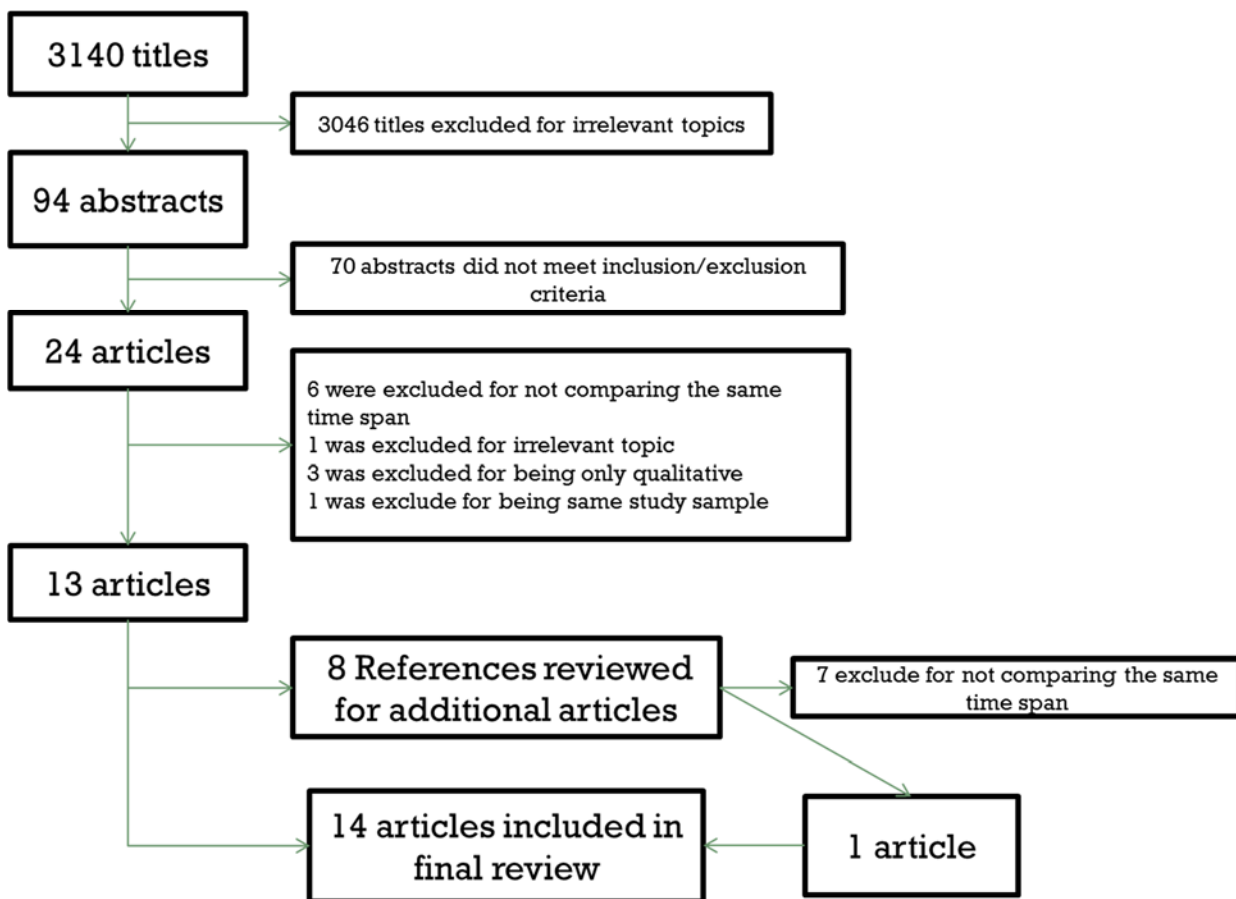 3140 titles
3046 titles excluded for irrelevant topics
94 abstracts
70 abstracts did not meet inclusion/exclusion
criteria
24 articles
6 were excluded for not comparing the same
time span
1 was excluded for irrelevant topic
3 was excluded for being only qualitative
1 was exclude for being same study sample
13 articles
8 References reviewed
for additional articles
7 exclude for not comparing the same
time span
14 articles included in
final review
1 article